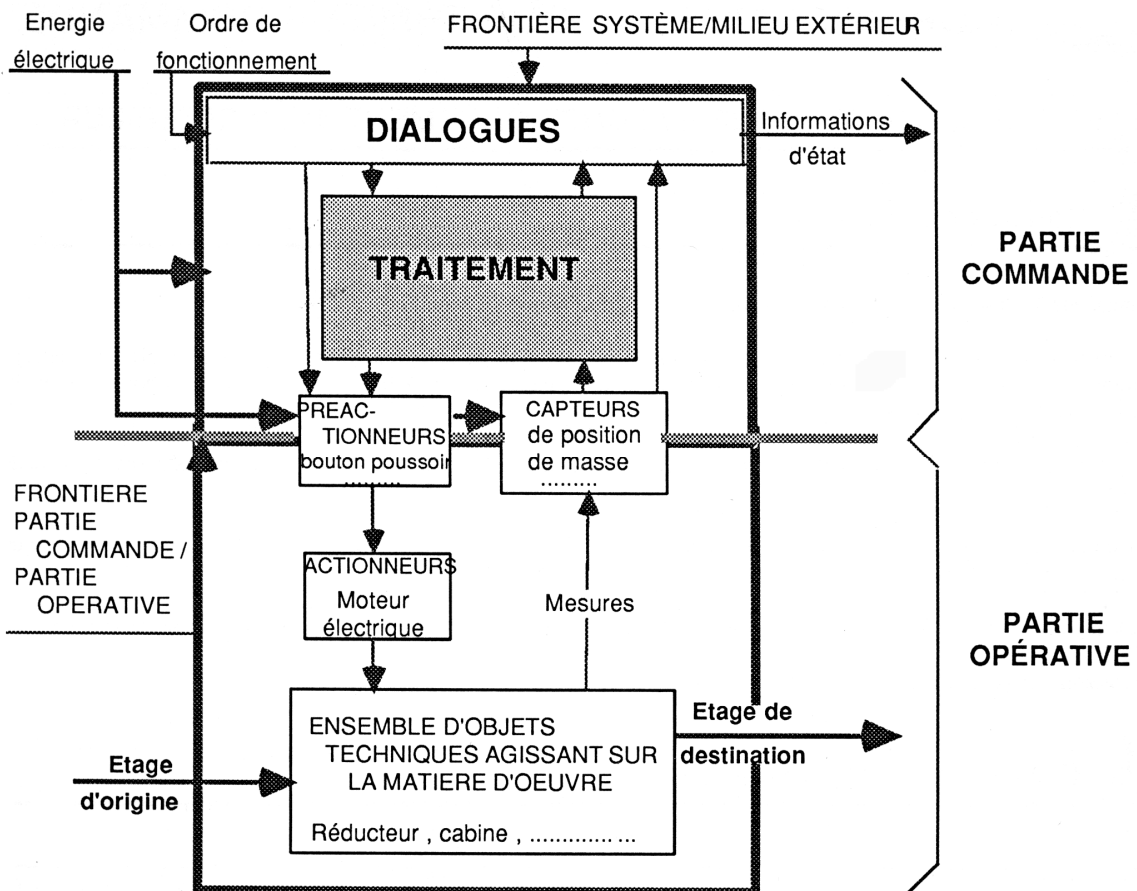 Energie
électrique
Ordre de
fonctionnement
FRONTIÈRE SYSTÈME/MILIEU EXTÉRIEUR
DIALOGUES
Informations
d'état
TRAITEMENT
PARTIE
COMMANDE
PREAC-
TIONNEURS
bouton poussoir
.........
CAPTEURS
de position
de masse
.........
FRONTIERE
PARTIE
COMMANDE /
PARTIE
OPERATIVE
ACTIONNEURS
Moteur
électrique
Mesures
PARTIE
OPÉRATIVE
ENSEMBLE D'OBJETS
TECHNIQUES AGISSANT SUR
LA MATIERE D'OEUVRE
Réducteur , cabine , ............. ...
Etage de
destination
Etage
d'origine